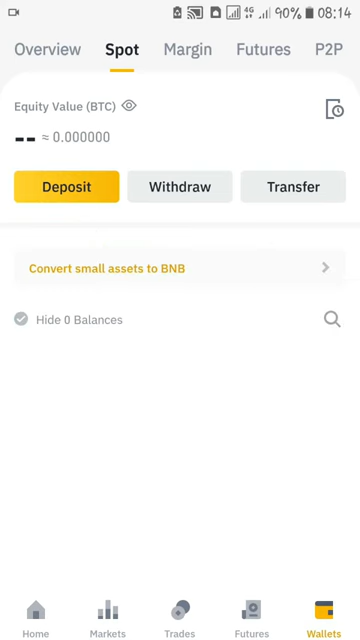 4G 90% 08:14
Overview Spot Margin Futures P2P
Equity Value (BTC)
-- ≈ 0.000000
Deposit Withdraw Transfer
Convert small assets to BNB
Hide 0 Balances
Home Markets Trades Futures Wallets